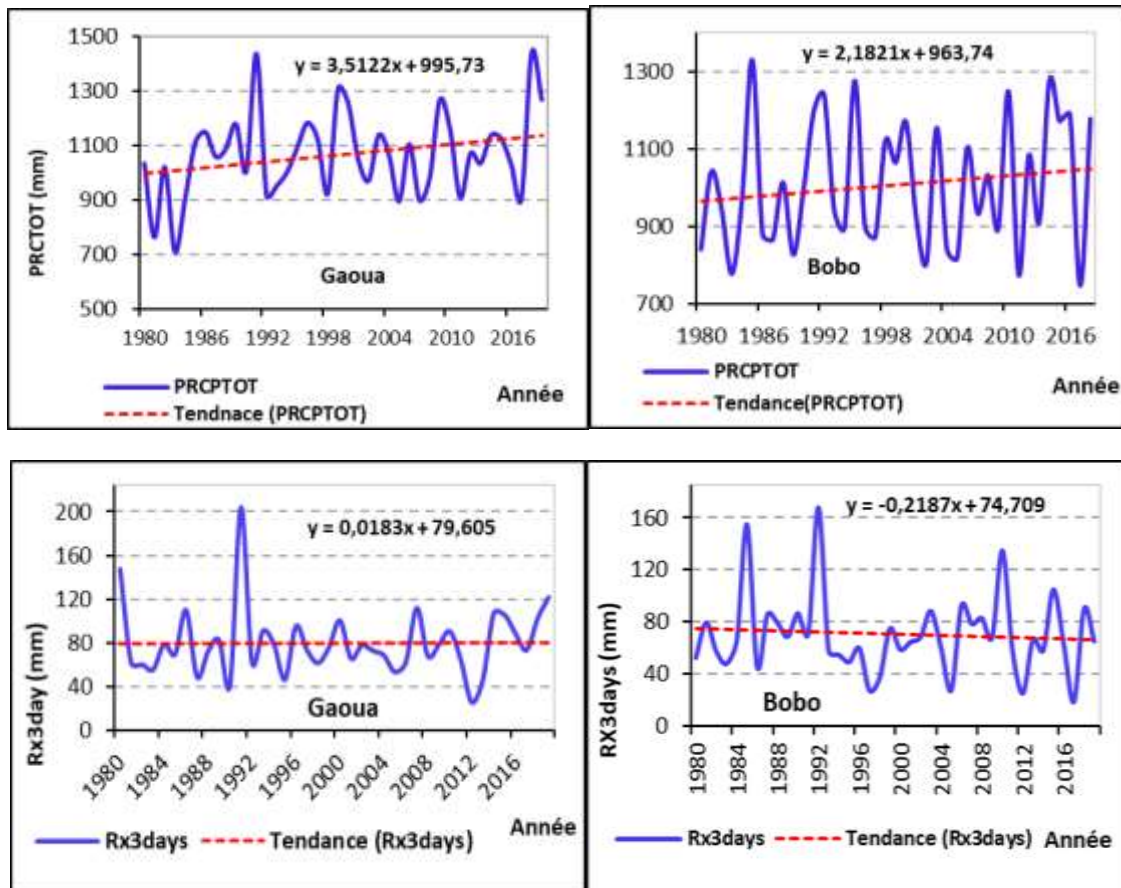 PRCTOT (mm)
1500
1300
1100
900
700
500
y = 3,5122x + 995,73
Gaoua
1980 1986 1992 1998 2004 2010 2016
PRCPTOT
Année
Tendnace (PRCPTOT)
1300
1100
900
700
y = 2,1821x + 963,74
Bobo
1980 1986 1992 1998 2004 2010 2016
PRCPTOT
Année
Tendance(PRCPTOT)
Rx3day (mm)
200
160
120
80
40
0
y = 0,0183x + 79,605
Gaoua
1980 1984 1988 1992 1996 2000 2004 2008 2012 2016
Rx3days
Tendance (Rx3days)
Année
RX3days (mm)
160
120
80
40
0
y = -0,2187x + 74,709
Bobo
1980 1984 1988 1992 1996 2000 2004 2008 2012 2016
Rx3days
Tendance (Rx3days)
Année